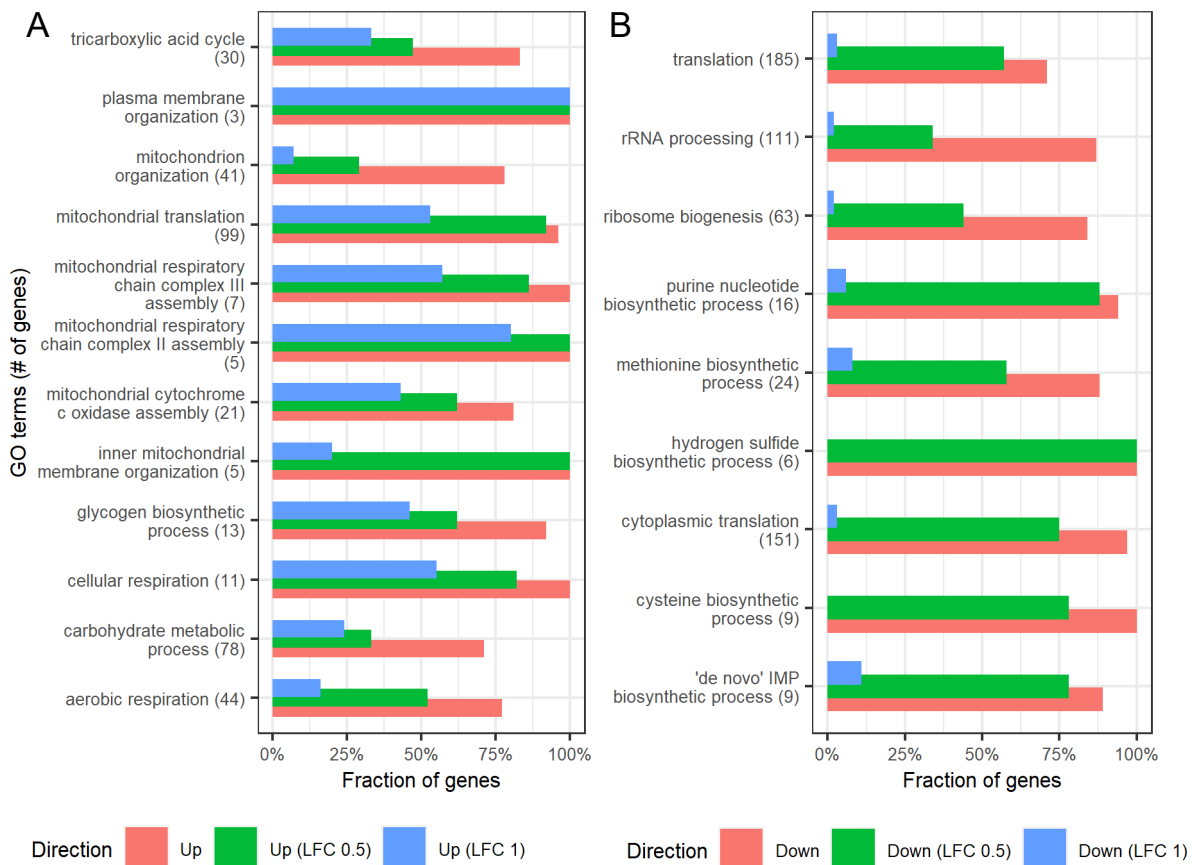 A
GO terms (# of genes)
tricarboxylic acid cycle
(30)
plasma membrane
organization (3)
mitochondrion
organization (41)
mitochondrial translation
(99)
mitochondrial respiratory
chain complex III
assembly (7)
mitochondrial respiratory
chain complex II assembly
(5)
mitochondrial cytochrome
c oxidase assembly (21)
inner mitochondrial
membrane organization (5)
glycogen biosynthetic
process (13)
cellular respiration (11)
carbohydrate metabolic
process (78)
aerobic respiration (44)
0% 25% 50% 75% 100%
Fraction of genes
Direction Up Up (LFC 0.5) Up (LFC 1)
B
translation (185)
rRNA processing (111)
ribosome biogenesis (63)
purine nucleotide
biosynthetic process (16)
methionine biosynthetic
process (24)
hydrogen sulfide
biosynthetic process (6)
cytoplasmic translation
(151)
cysteine biosynthetic
process (9)
'de novo' IMP
biosynthetic process (9)
0% 25% 50% 75% 100%
Fraction of genes
Direction Down Down (LFC 0.5) Down (LFC 1)